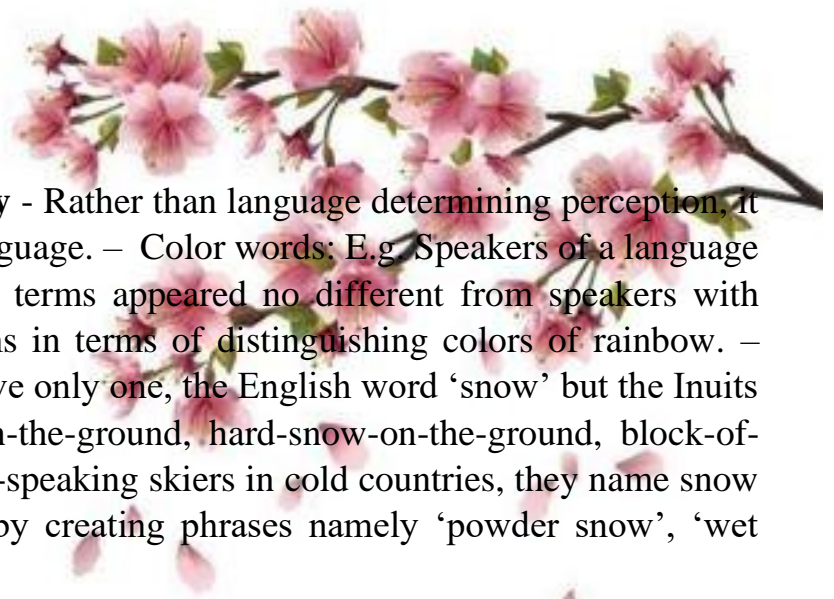 y - Rather than language determining perception, it
guage. – Color words: E.g. Speakers of a language
terms appeared no different from speakers with
ns in terms of distinguishing colors of rainbow. –
ve only one, the English word ‘snow’ but the Inuits
n-the-ground, hard-snow-on-the-ground, block-of-
-speaking skiers in cold countries, they name snow
by creating phrases namely ‘powder snow’, ‘wet